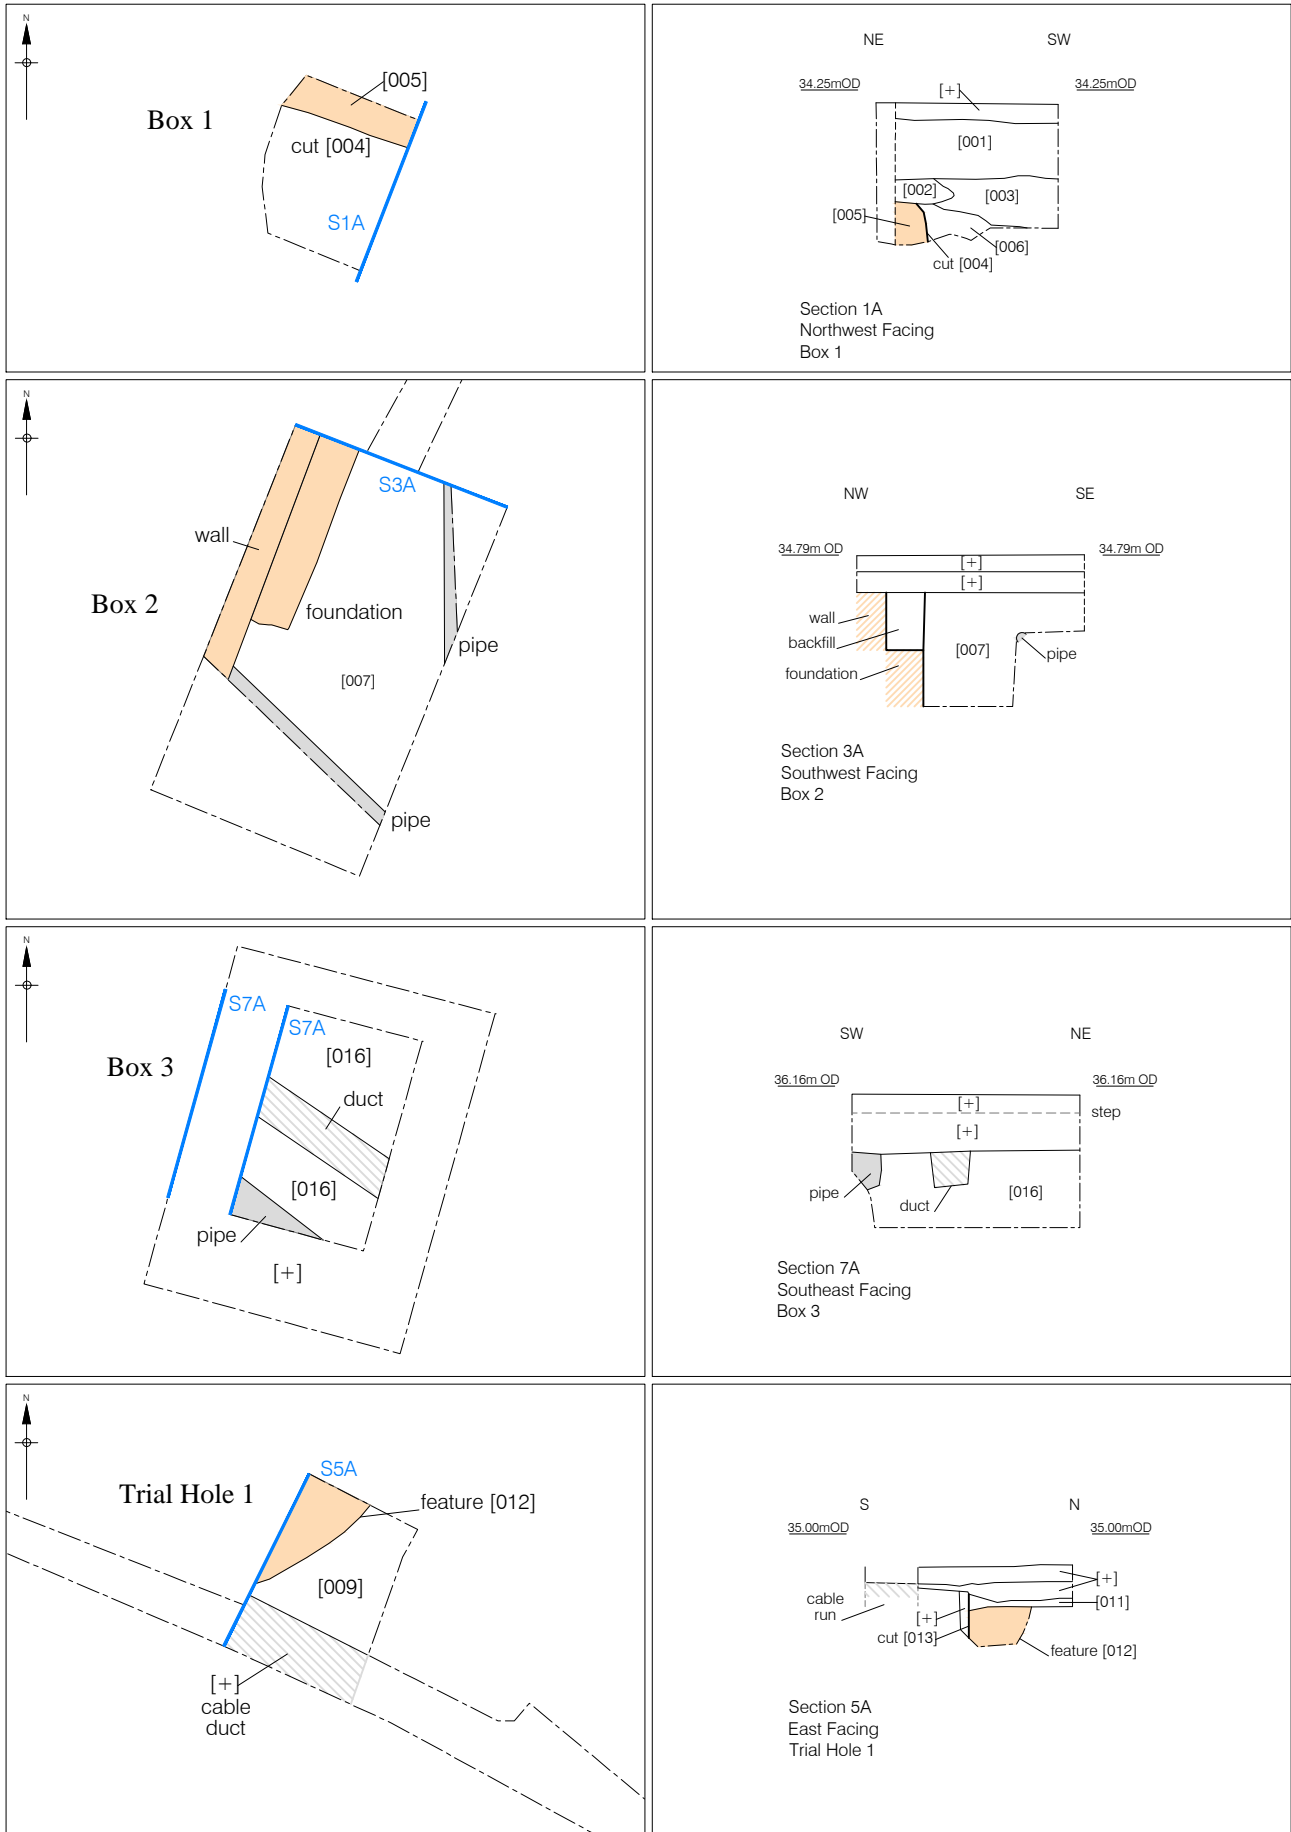 N
Box 1
[005]
cut [004]
S1A
NE
SW
34.25mOD
34.25mOD
[+]
[001]
[002]
[003]
[005]
[006]
cut [004]
Section 1A
Northwest Facing
Box 1
N
S3A
wall
Box 2
foundation
pipe
[007]
pipe
NW
SE
34.79m OD
34.79m OD
[+]
[+]
wall
backfill
[007]
pipe
foundation
Section 3A
Southwest Facing
Box 2
N
S7A
S7A
[016]
Box 3
duct
[016]
pipe
[+]
SW
NE
36.16m OD
36.16m OD
[+]
step
[+]
pipe
duct
[016]
Section 7A
Southeast Facing
Box 3
N
S5A
Trial Hole 1
feature [012]
[009]
[+]
cable
duct
S
N
35.00mOD
35.00mOD
[+]
cable
run
[011]
[+]
cut [013]
feature [012]
Section 5A
East Facing
Trial Hole 1